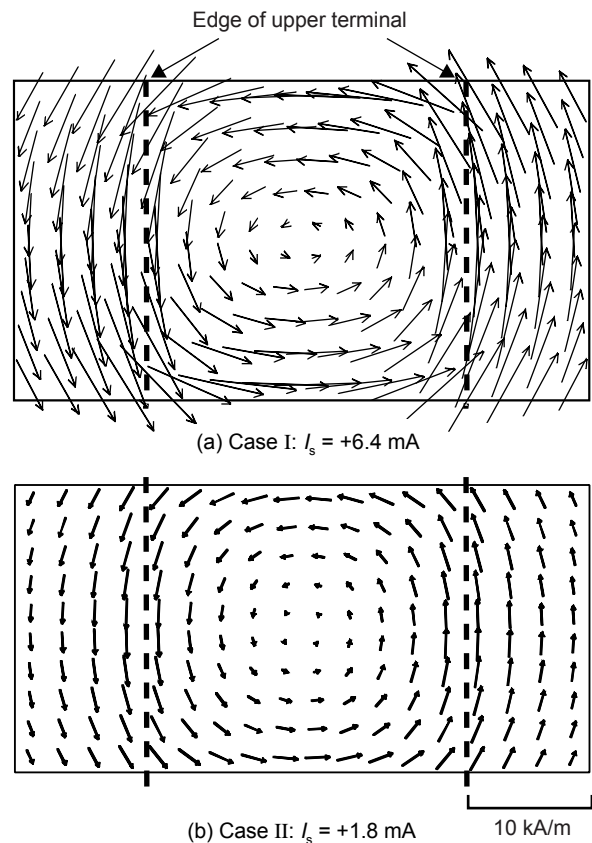 Edge of upper terminal
(a) Case I: Is = +6.4 mA
(b) Case II: Is = +1.8 mA
10 kA/m